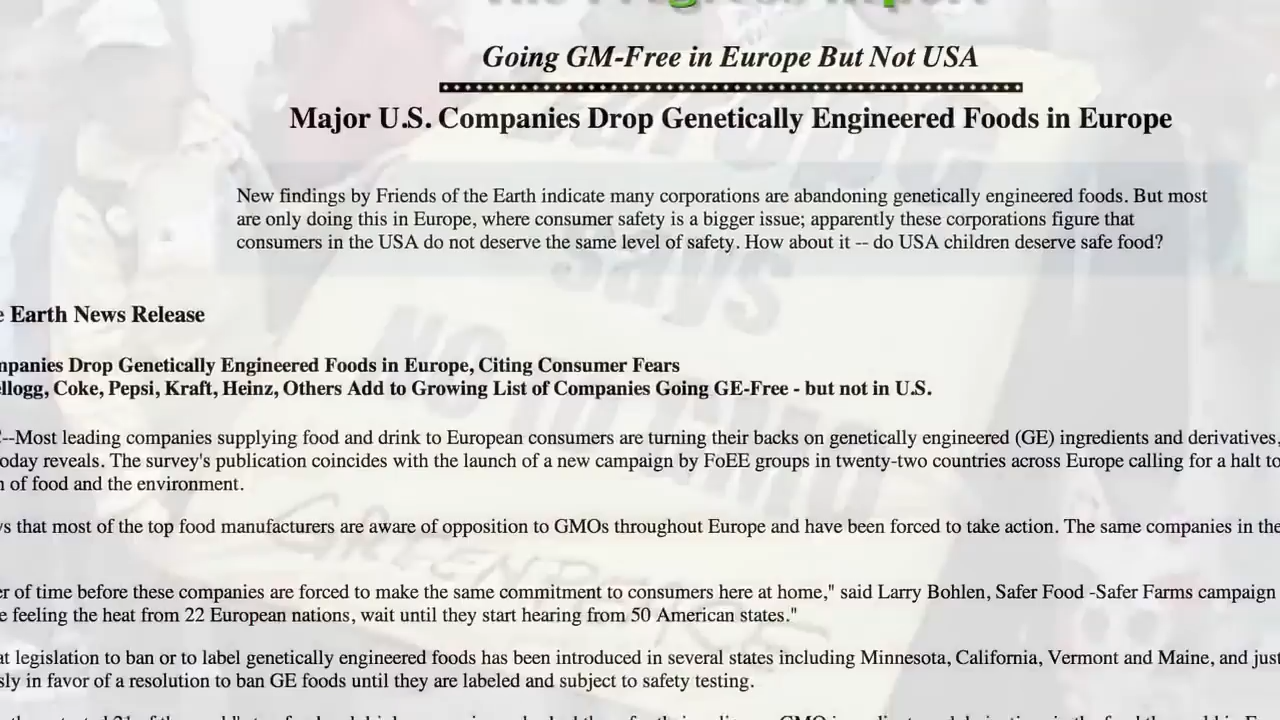 The Progress Report
Going GM-Free in Europe But Not USA
Major U.S. Companies Drop Genetically Engineered Foods in Europe
New findings by Friends of the Earth indicate many corporations are abandoning genetically engineered foods. But most
are only doing this in Europe, where consumer safety is a bigger issue; apparently these corporations figure that
consumers in the USA do not deserve the same level of safety. How about it -- do USA children deserve safe food?
Earth News Release
Drop Genetically Engineered Foods in Europe, Citing Consumer Fears
Coke, Pepsi, Kraft, Heinz, Others Add to Growing List of Companies Going GE-Free - but not in U.S.
--Most leading companies supplying food and drink to European consumers are turning their backs on genetically engineered (GE) ingredients and derivatives,
reveals. The survey's publication coincides with the launch of a new campaign by FoEE groups in twenty-two countries across Europe calling for a halt to
of food and the environment.
that most of the top food manufacturers are aware of opposition to GMOs throughout Europe and have been forced to take action. The same companies in the
of time before these companies are forced to make the same commitment to consumers here at home," said Larry Bohlen, Safer Food -Safer Farms campaign
feeling the heat from 22 European nations, wait until they start hearing from 50 American states."
legislation to ban or to label genetically engineered foods has been introduced in several states including Minnesota, California, Vermont and Maine, and just
in favor of a resolution to ban GE foods until they are labeled and subject to safety testing.
EUROPE
Says
NO TO GMO
GREENPEACE